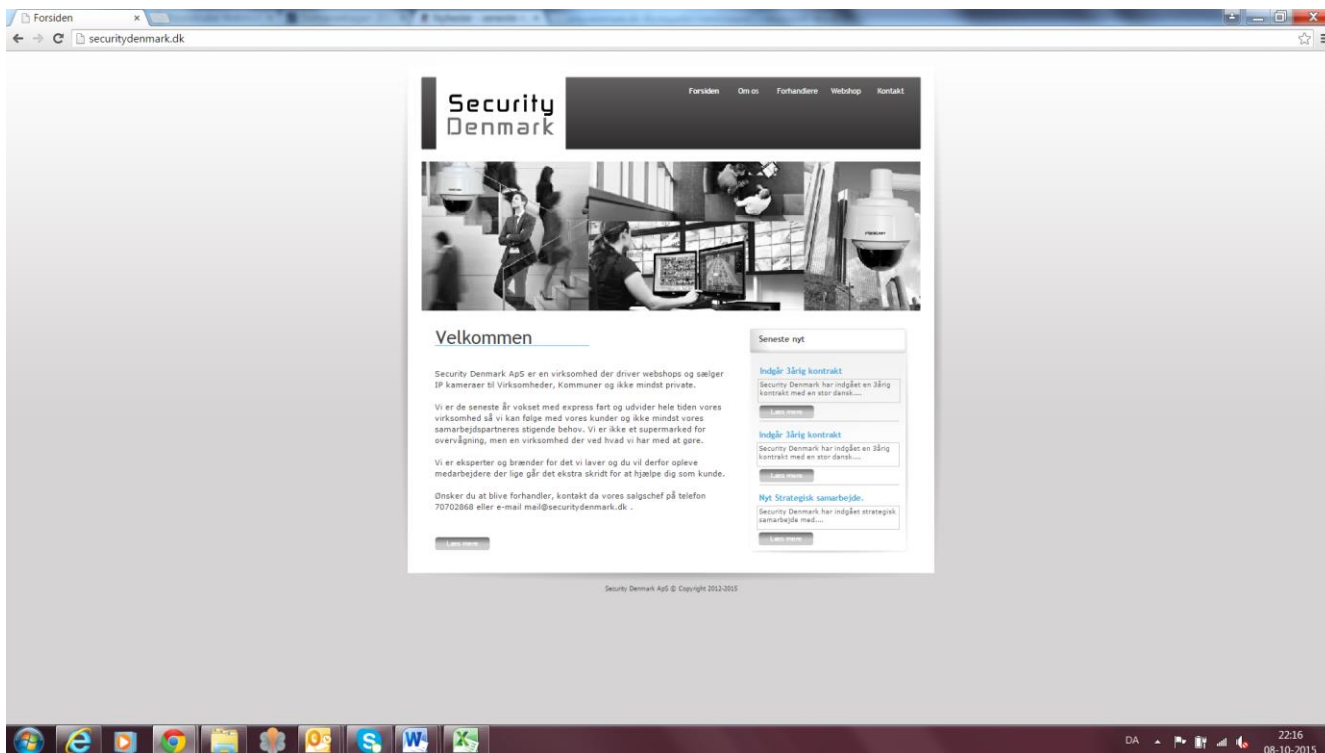 Forsiden
securitydenmark.dk
Security
Denmark
Forsiden Om os Forhandlere Webshop Kontakt
Velkommen
Security Denmark ApS er en virksomhed der driver webshops og sælger
IP kameraer til Virksomheder, Kommuner og ikke mindst private.
Vi er de seneste år vokset med express fart og udvider hele tiden vores
virksomhed så vi kan følge med vores kunder og ikke mindst vores
samarbejdspartneres stigende behov. Vi er ikke et supermarked for
overvågning, men en virksomhed der ved hvad vi har med at gøre.
Vi er eksperter og brænder for det vi laver og du vil derfor opleve
medarbejdere der lige går det ekstra skridt for at hjælpe dig som kunde.
Ønsker du at blive forhandler, kontakt da vores salgschef på telefon
70702868 eller e-mail mail@securitydenmark.dk .
Læs mere
Seneste nyt
Indgår 3årig kontrakt
Security Denmark har indgået en 3årig
kontrakt med en stor dansk....
Læs mere
Indgår 3årig kontrakt
Security Denmark har indgået en 3årig
kontrakt med en stor dansk....
Læs mere
Nyt Strategisk samarbejde.
Security Denmark har indgået strategisk
samarbejde med....
Læs mere
Security Denmark ApS © Copyright 2012-2015
DA
22:16
08-10-2015